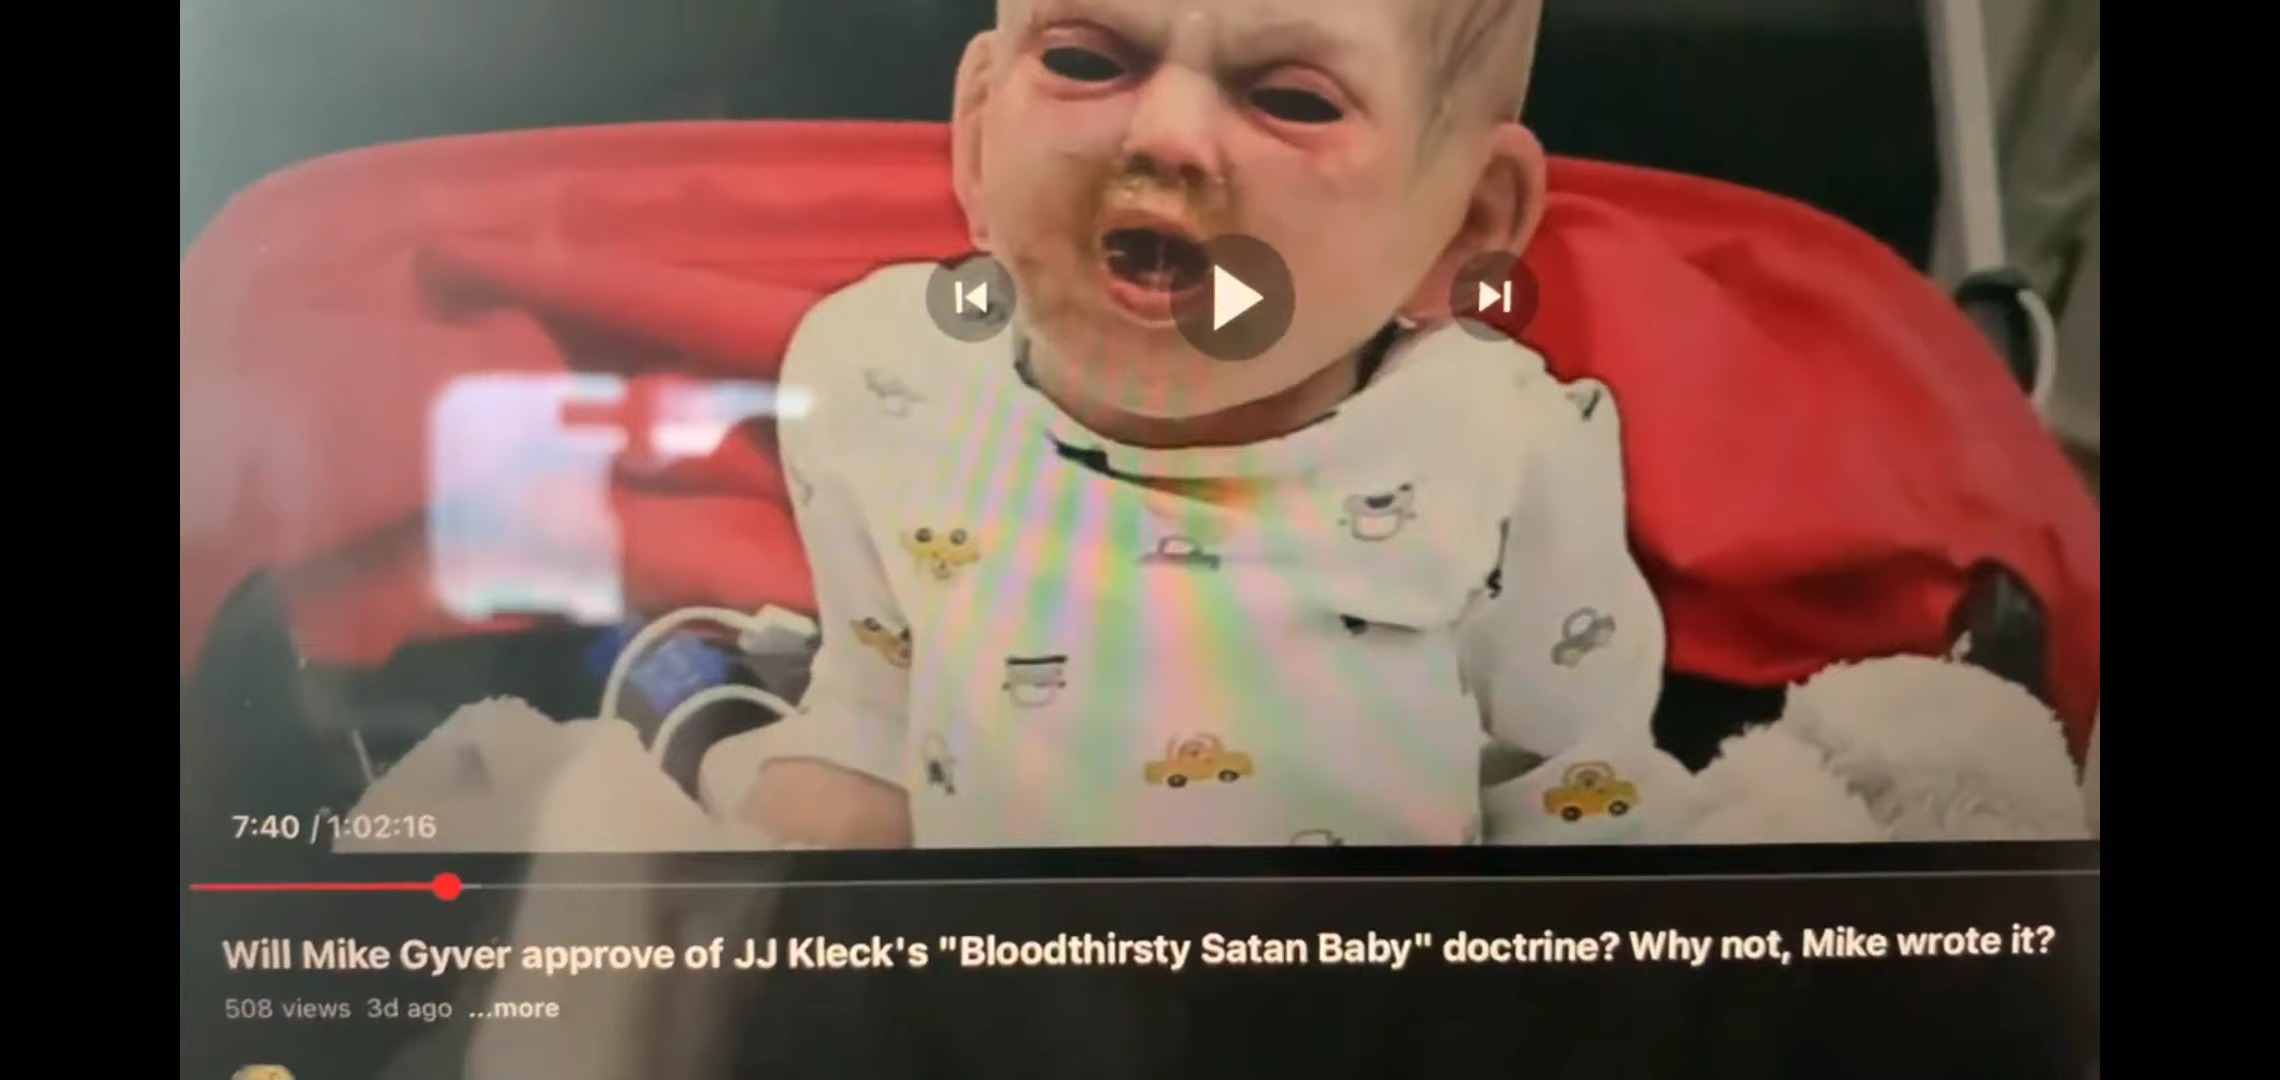 7:40 / 1:02:16
Will Mike Gyver approve of JJ Kleck's "Bloodthirsty Satan Baby" doctrine? Why not, Mike wrote it?
508 views 3d ago ...more